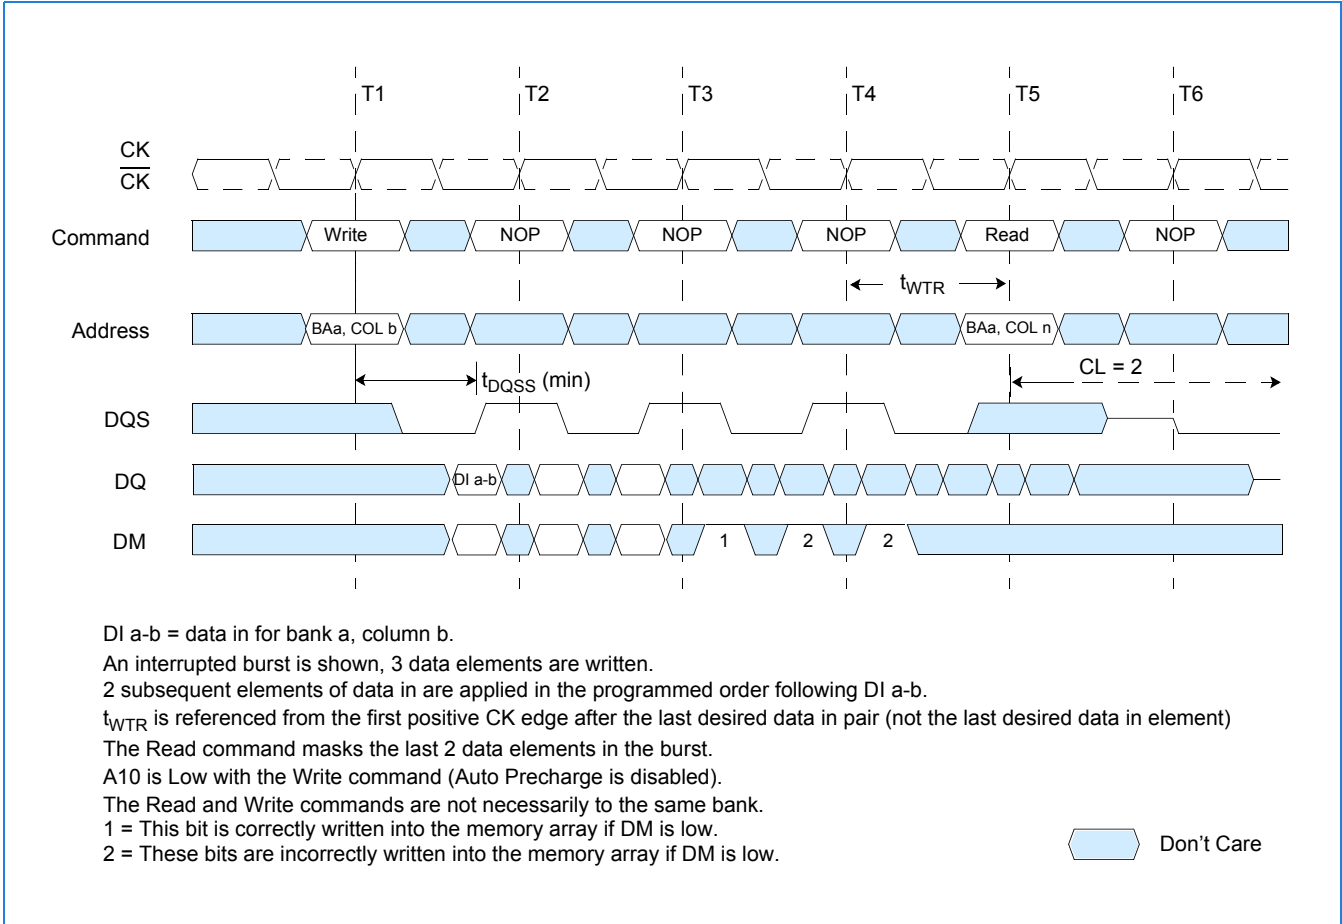 T1 T2 T3 T4 T5 T6
CK
CK
Command Write NOP NOP NOP Read NOP
tWTR
Address BAa, COL b BAa, COL n
tDQSS (min) CL = 2
DQS
DQ DI a-b
DM 1 2 2
DI a-b = data in for bank a, column b.
An interrupted burst is shown, 3 data elements are written.
2 subsequent elements of data in are applied in the programmed order following DI a-b.
tWTR is referenced from the first positive CK edge after the last desired data in pair (not the last desired data in element)
The Read command masks the last 2 data elements in the burst.
A10 is Low with the Write command (Auto Precharge is disabled).
The Read and Write commands are not necessarily to the same bank.
1 = This bit is correctly written into the memory array if DM is low.
2 = These bits are incorrectly written into the memory array if DM is low.
Don't Care